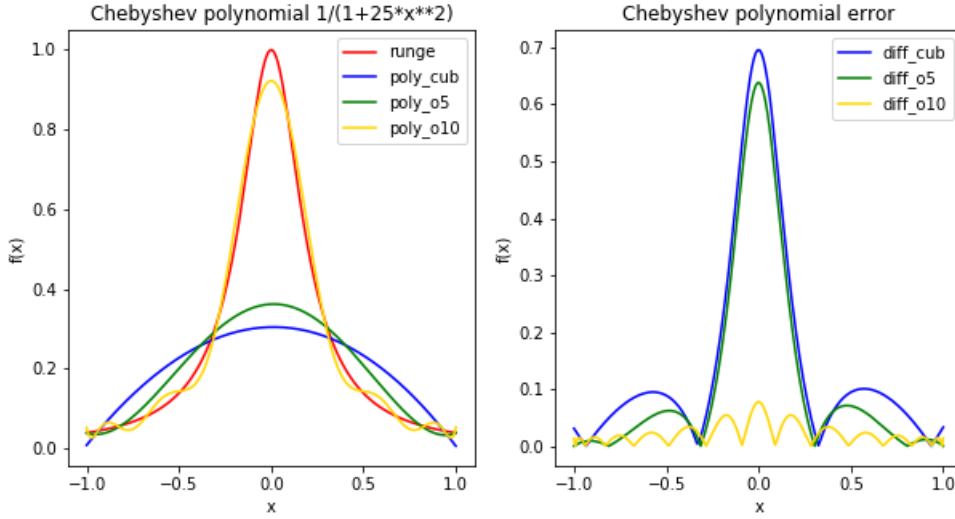 Chebyshev polynomial 1/(1+25*x**2)
runge
poly_cub
poly_o5
poly_o10
1.0
0.8
0.6
0.4
0.2
0.0
f(x)
−1.0 −0.5 0.0 0.5 1.0
x
Chebyshev polynomial error
diff_cub
diff_o5
diff_o10
0.7
0.6
0.5
0.4
0.3
0.2
0.1
0.0
f(x)
−1.0 −0.5 0.0 0.5 1.0
x